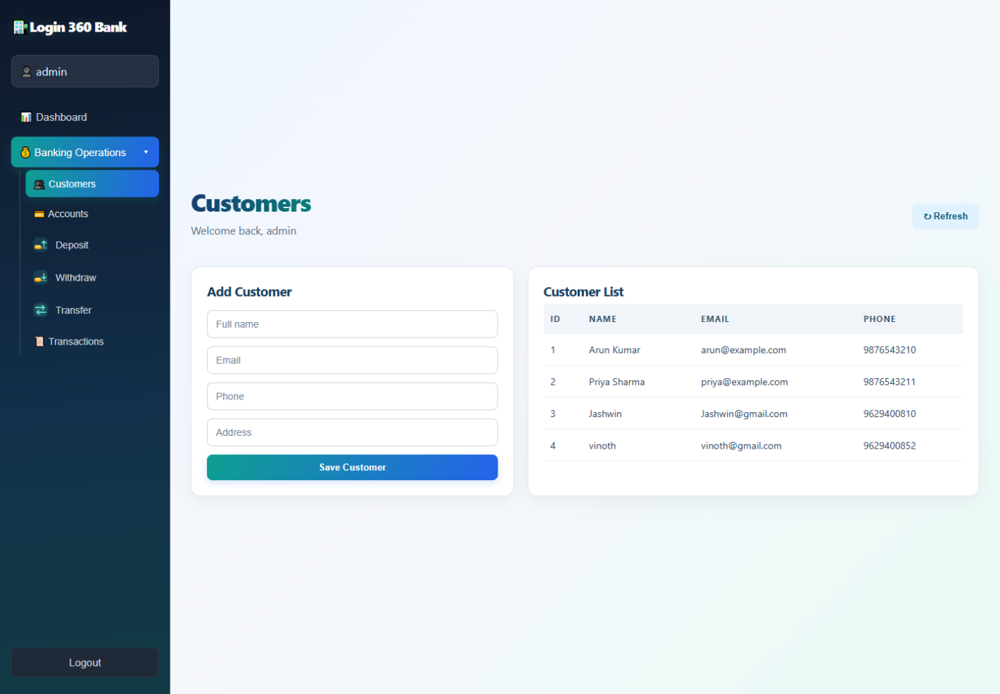 Login 360 Bank
admin
Dashboard
Banking Operations
Customers
Accounts
Deposit
Withdraw
Transfer
Transactions
Logout
Customers
Welcome back, admin
Refresh
Add Customer
Full name
Email
Phone
Address
Save Customer
Customer List
ID NAME EMAIL PHONE
1 Arun Kumar arun@example.com 9876543210
2 Priya Sharma priya@example.com 9876543211
3 Jashwin Jashwin@gmail.com 9629400810
4 vinoth vinoth@gmail.com 9629400852